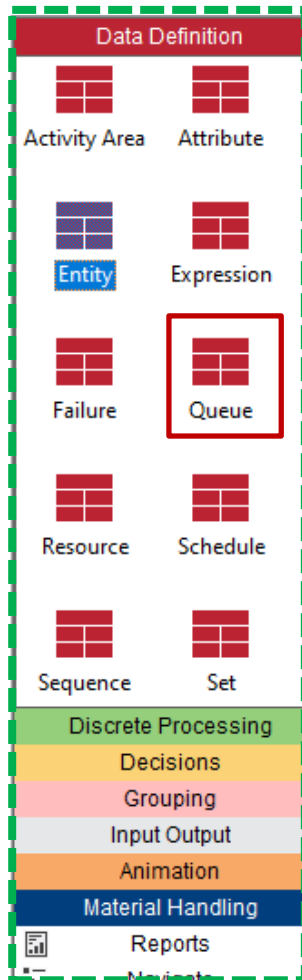 Data Definition
Activity Area Attribute
Entity Expression
Failure Queue
Resource Schedule
Sequence Set
Discrete Processing
Decisions
Grouping
Input Output
Animation
Material Handling
Reports
Navigate